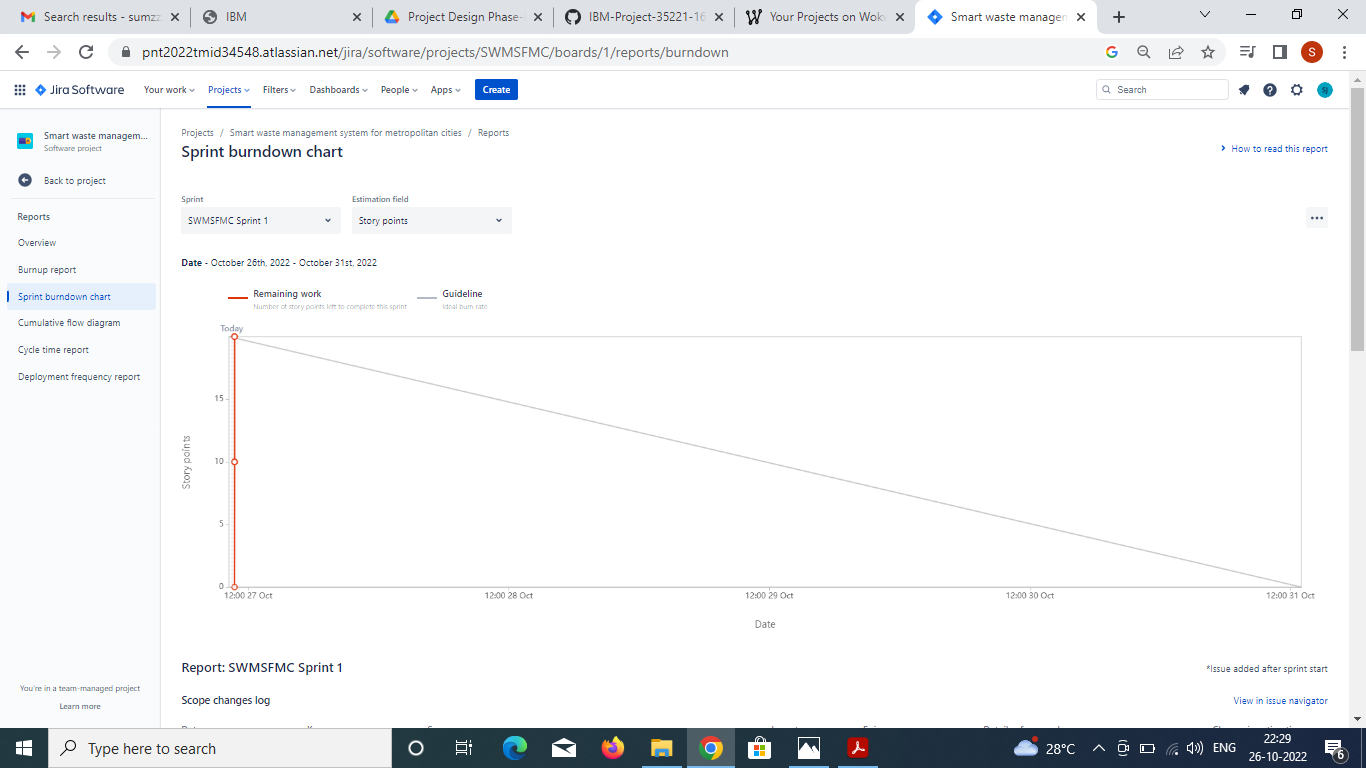 Search results - sumzz
IBM
Project Design Phase-
IBM-Project-35221-16
Your Projects on Wokw
Smart waste managem
pnt2022tmid34548.atlassian.net/jira/software/projects/SWMSFMC/boards/1/reports/burndown
S
Jira Software
Your work
Projects
Filters
Dashboards
People
Apps
Create
Search
SJ
Smart waste managem...
Software project
Back to project
Reports
Overview
Burnup report
Sprint burndown chart
Cumulative flow diagram
Cycle time report
Deployment frequency report
You're in a team-managed project
Learn more
Projects / Smart waste management system for metropolitan cities / Reports
Sprint burndown chart
How to read this report
Sprint
Estimation field
SWMSFMC Sprint 1
Story points
Date - October 26th, 2022 - October 31st, 2022
Remaining work
Number of story points left to complete this sprint
Guideline
Ideal burn rate
Today
15
10
5
0
Story points
12:00 27 Oct
12:00 28 Oct
12:00 29 Oct
12:00 30 Oct
12:00 31 Oct
Date
Report: SWMSFMC Sprint 1
*Issue added after sprint start
Scope changes log
View in issue navigator
Type here to search
28°C
ENG
22:29
26-10-2022
6